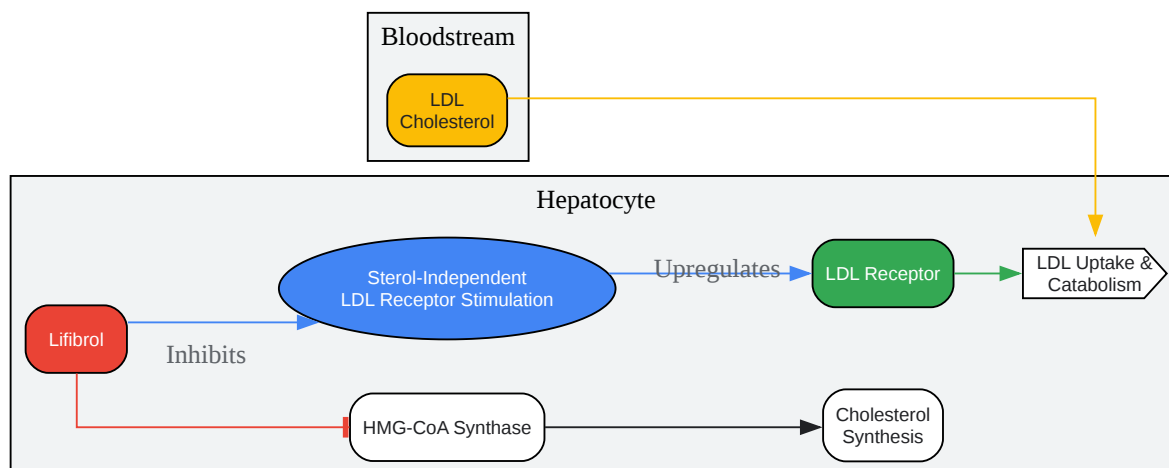 Bloodstream
LDL
Cholesterol
Hepatocyte
Sterol-Independent
LDL Receptor Stimulation
Upregulates
LDL Receptor
LDL Uptake &
Catabolism
Lifibrol
Inhibits
HMG-CoA Synthase
Cholesterol
Synthesis